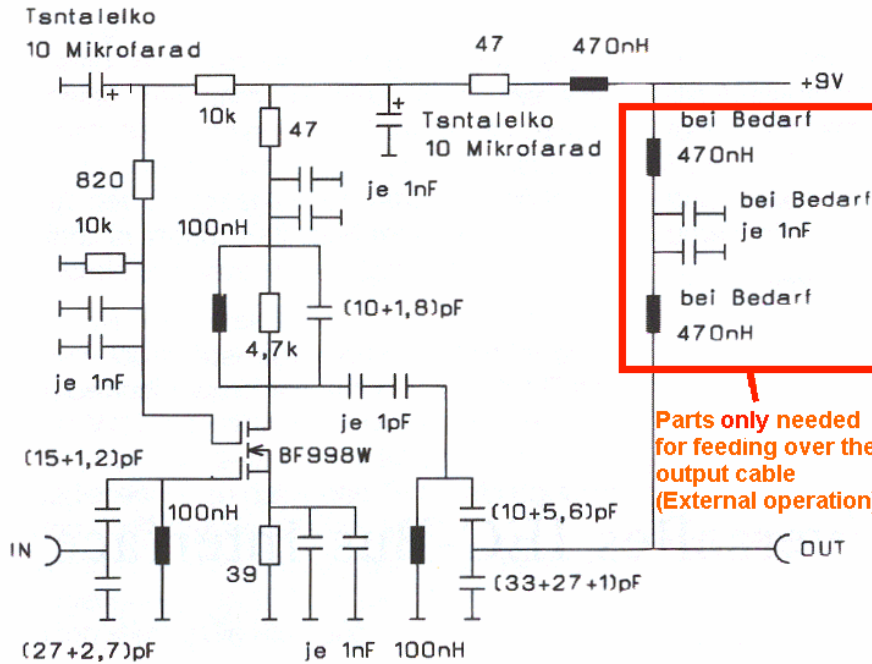 Tsntalelko
10 Mikrofarad
47
470nH
+9V
+
10k
47
+
Tsntalelko
10 Mikrofarad
bei Bedarf
470nH
820
10k
je 1nF
100nH
bei Bedarf
je 1nF
(10+1,8)pF
4,7k
bei Bedarf
470nH
je 1nF
je 1pF
Parts only needed
for feeding over the
output cable
(External operation)
(15+1,2)pF
BF998W
100nH
(10+5,6)pF
IN
39
OUT
(33+27+1)pF
(27+2,7)pF
je 1nF
100nH